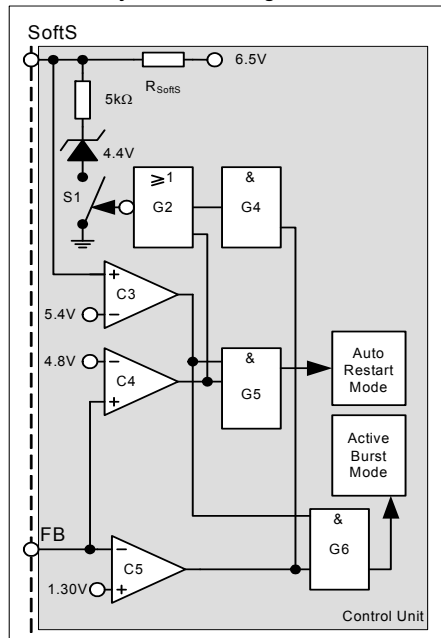 SoftS
6.5V
R_SoftS
5kΩ
4.4V
S1
≥1
G2
&
G4
+
C3
5.4V
-
4.8V
-
C4
+
&
G5
Auto
Restart
Mode
Active
Burst
Mode
FB
&
G6
-
C5
1.30V
+
Control Unit